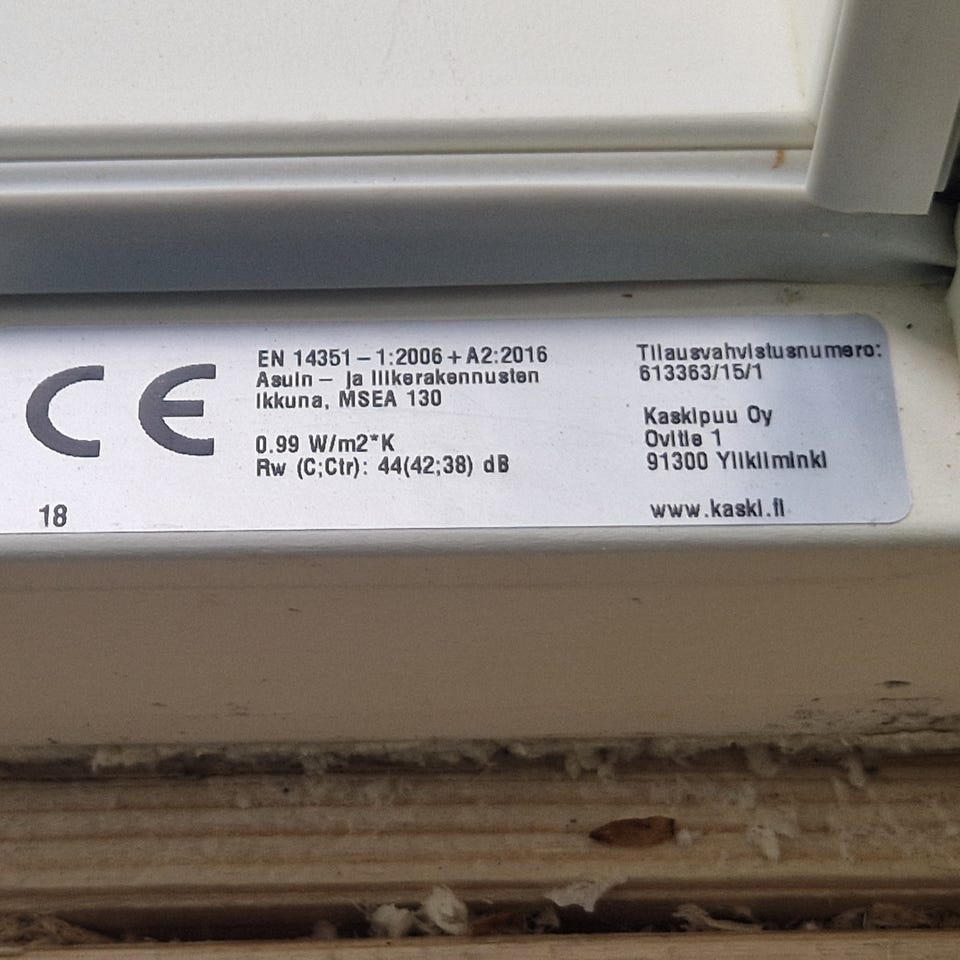 CE
18
EN 14351 – 1:2006 + A2:2016
Asuin – ja liikerakennusten
Ikkuna, MSEA 130
0.99 W/m2*K
Rw (C;Ctr): 44(42;38) dB
Tilausvahvistusnumero:
613363/15/1
Kaskipuu Oy
Ovitie 1
91300 Ylikiiminki
www.kaski.fi